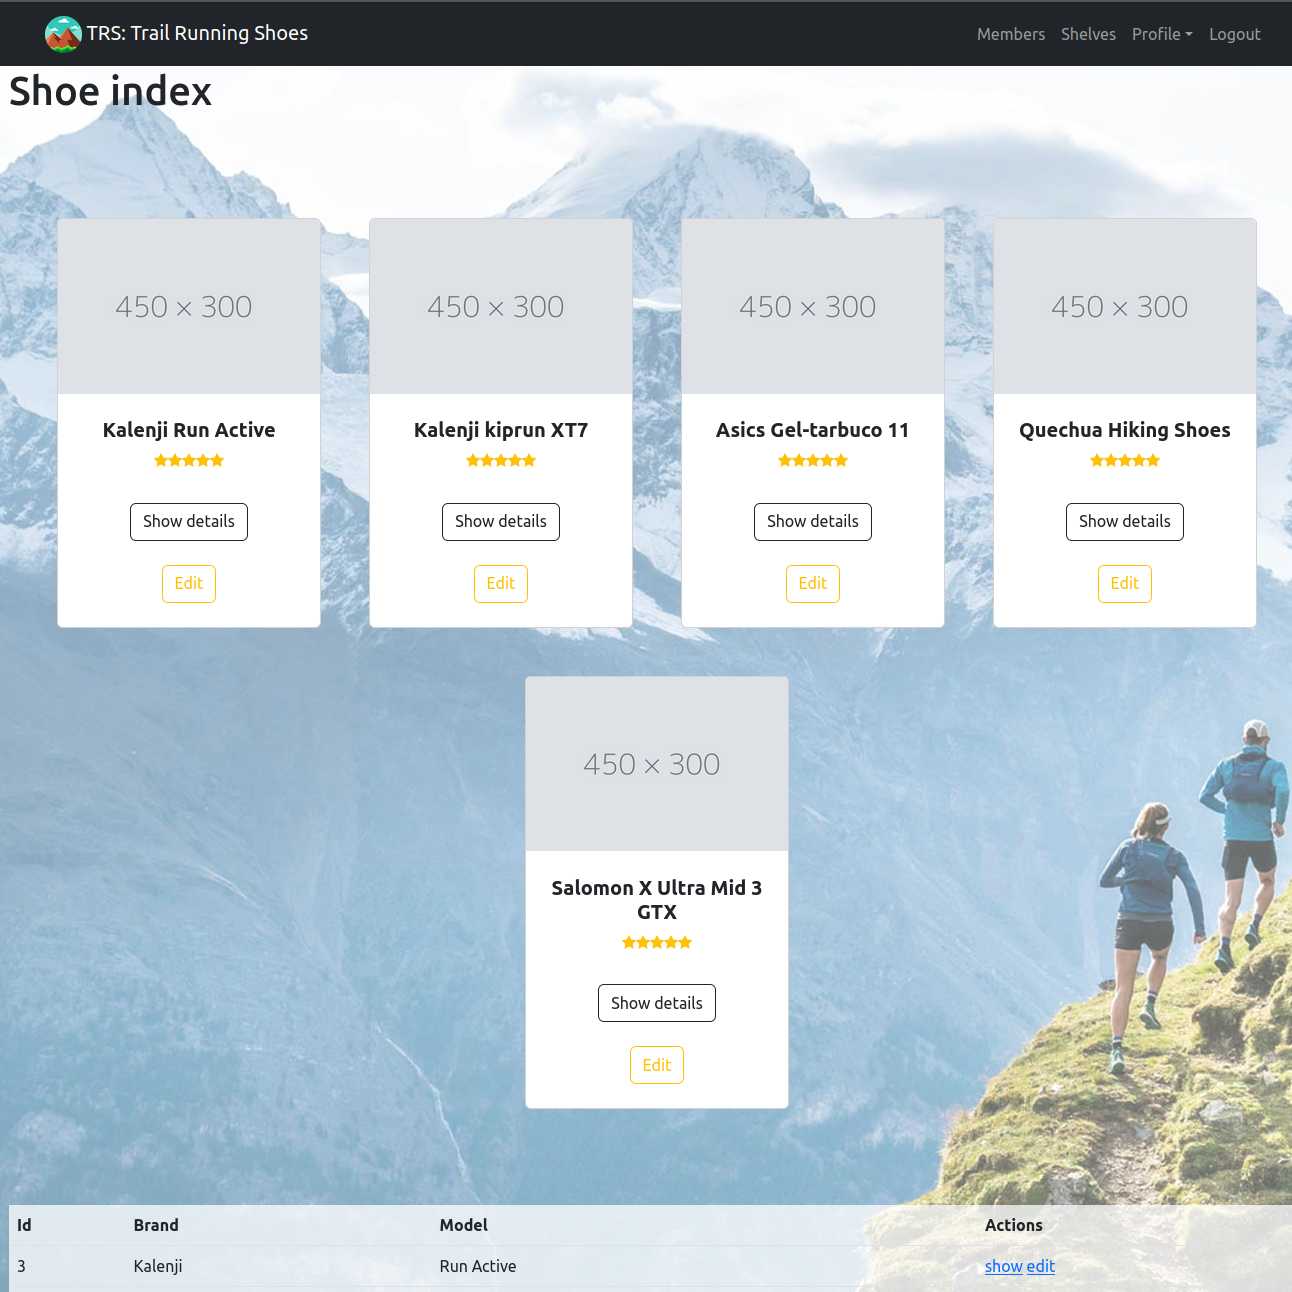 TRS: Trail Running Shoes
Members Shelves Profile Logout
Shoe index
450 × 300
Kalenji Run Active
Show details
Edit
450 × 300
Kalenji kiprun XT7
Show details
Edit
450 × 300
Asics Gel-tarbuco 11
Show details
Edit
450 × 300
Quechua Hiking Shoes
Show details
Edit
450 × 300
Salomon X Ultra Mid 3
GTX
Show details
Edit
Id Brand Model Actions
3 Kalenji Run Active show edit